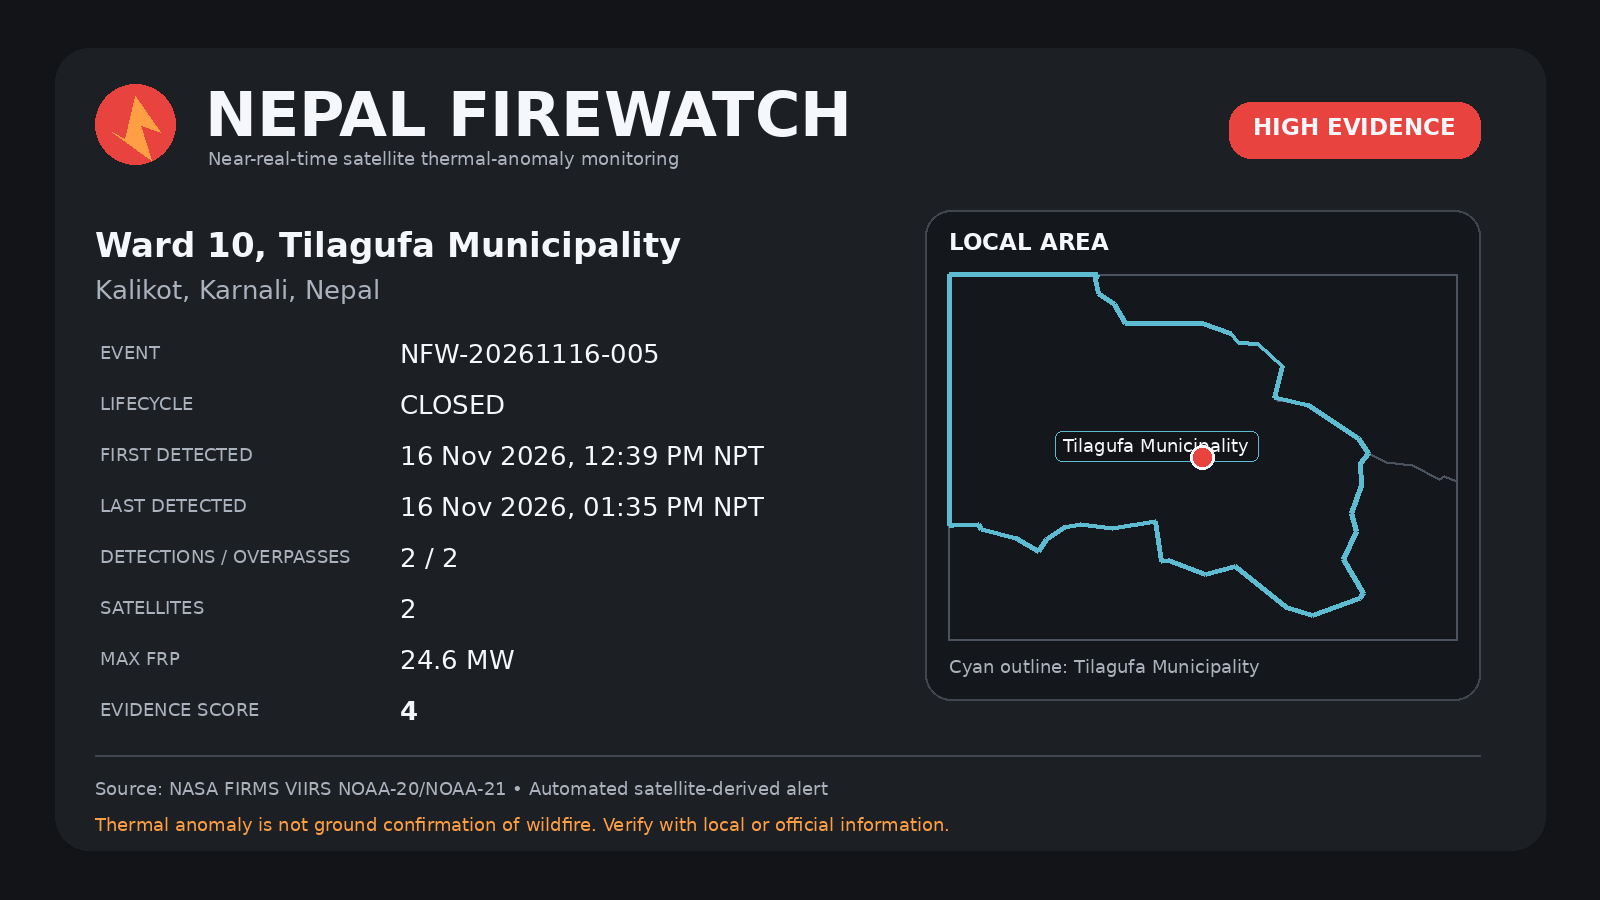 NEPAL FIREWATCH
Near-real-time satellite thermal-anomaly monitoring
HIGH EVIDENCE
Ward 10, Tilagufa Municipality
Kalikot, Karnali, Nepal
EVENT NFW-20261116-005
LIFECYCLE CLOSED
FIRST DETECTED 16 Nov 2026, 12:39 PM NPT
LAST DETECTED 16 Nov 2026, 01:35 PM NPT
DETECTIONS / OVERPASSES 2 / 2
SATELLITES 2
MAX FRP 24.6 MW
EVIDENCE SCORE 4
LOCAL AREA
Tilagufa Municipality
Cyan outline: Tilagufa Municipality
Source: NASA FIRMS VIIRS NOAA-20/NOAA-21 • Automated satellite-derived alert
Thermal anomaly is not ground confirmation of wildfire. Verify with local or official information.